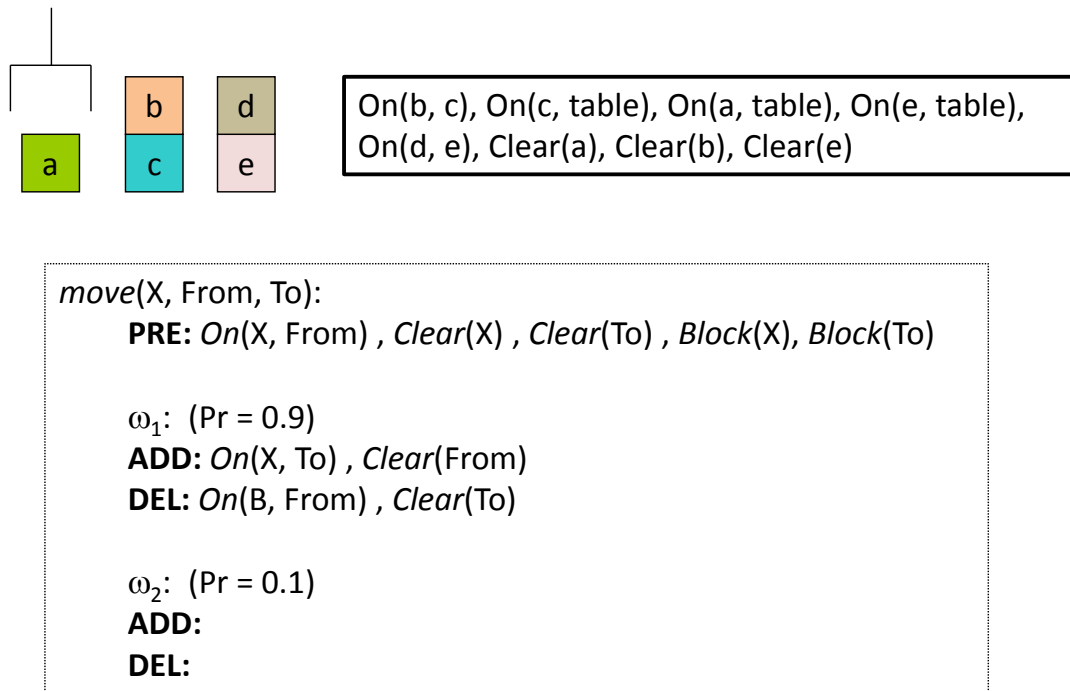 b d
a c e
On(b, c), On(c, table), On(a, table), On(e, table),
On(d, e), Clear(a), Clear(b), Clear(e)
move(X, From, To):
PRE: On(X, From) , Clear(X) , Clear(To) , Block(X), Block(To)
ω₁: (Pr = 0.9)
ADD: On(X, To) , Clear(From)
DEL: On(B, From) , Clear(To)
ω₂: (Pr = 0.1)
ADD:
DEL: